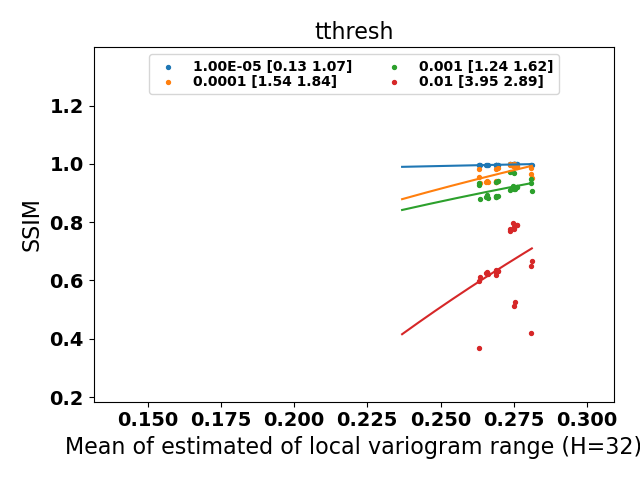 tthresh
1.00E-05 [0.13 1.07]
0.0001 [1.54 1.84]
0.001 [1.24 1.62]
0.01 [3.95 2.89]
SSIM
1.2
1.0
0.8
0.6
0.4
0.2
0.150 0.175 0.200 0.225 0.250 0.275 0.300
Mean of estimated of local variogram range (H=32)